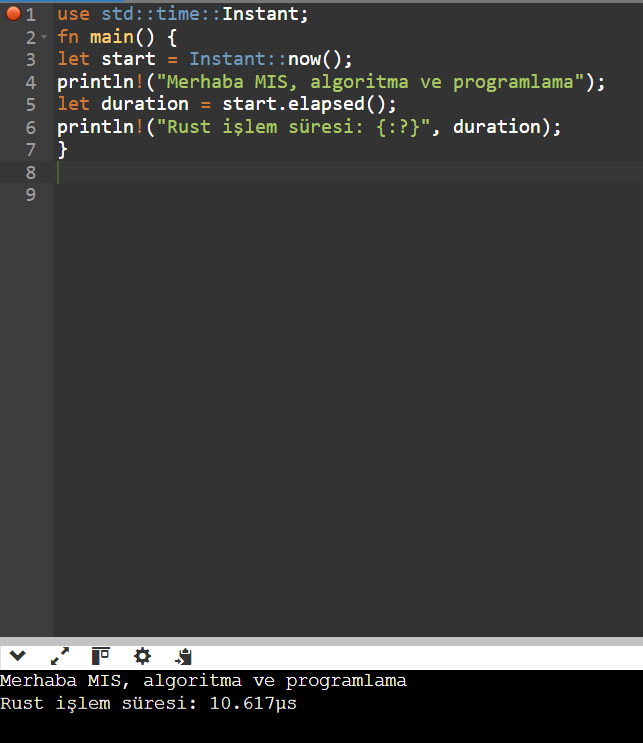 1 use std::time::Instant;
2 fn main() {
3 let start = Instant::now();
4 println!("Merhaba MIS, algoritma ve programlama");
5 let duration = start.elapsed();
6 println!("Rust işlem süresi: {:?}", duration);
7 }
8
9
Merhaba MIS, algoritma ve programlama
Rust işlem süresi: 10.617µs